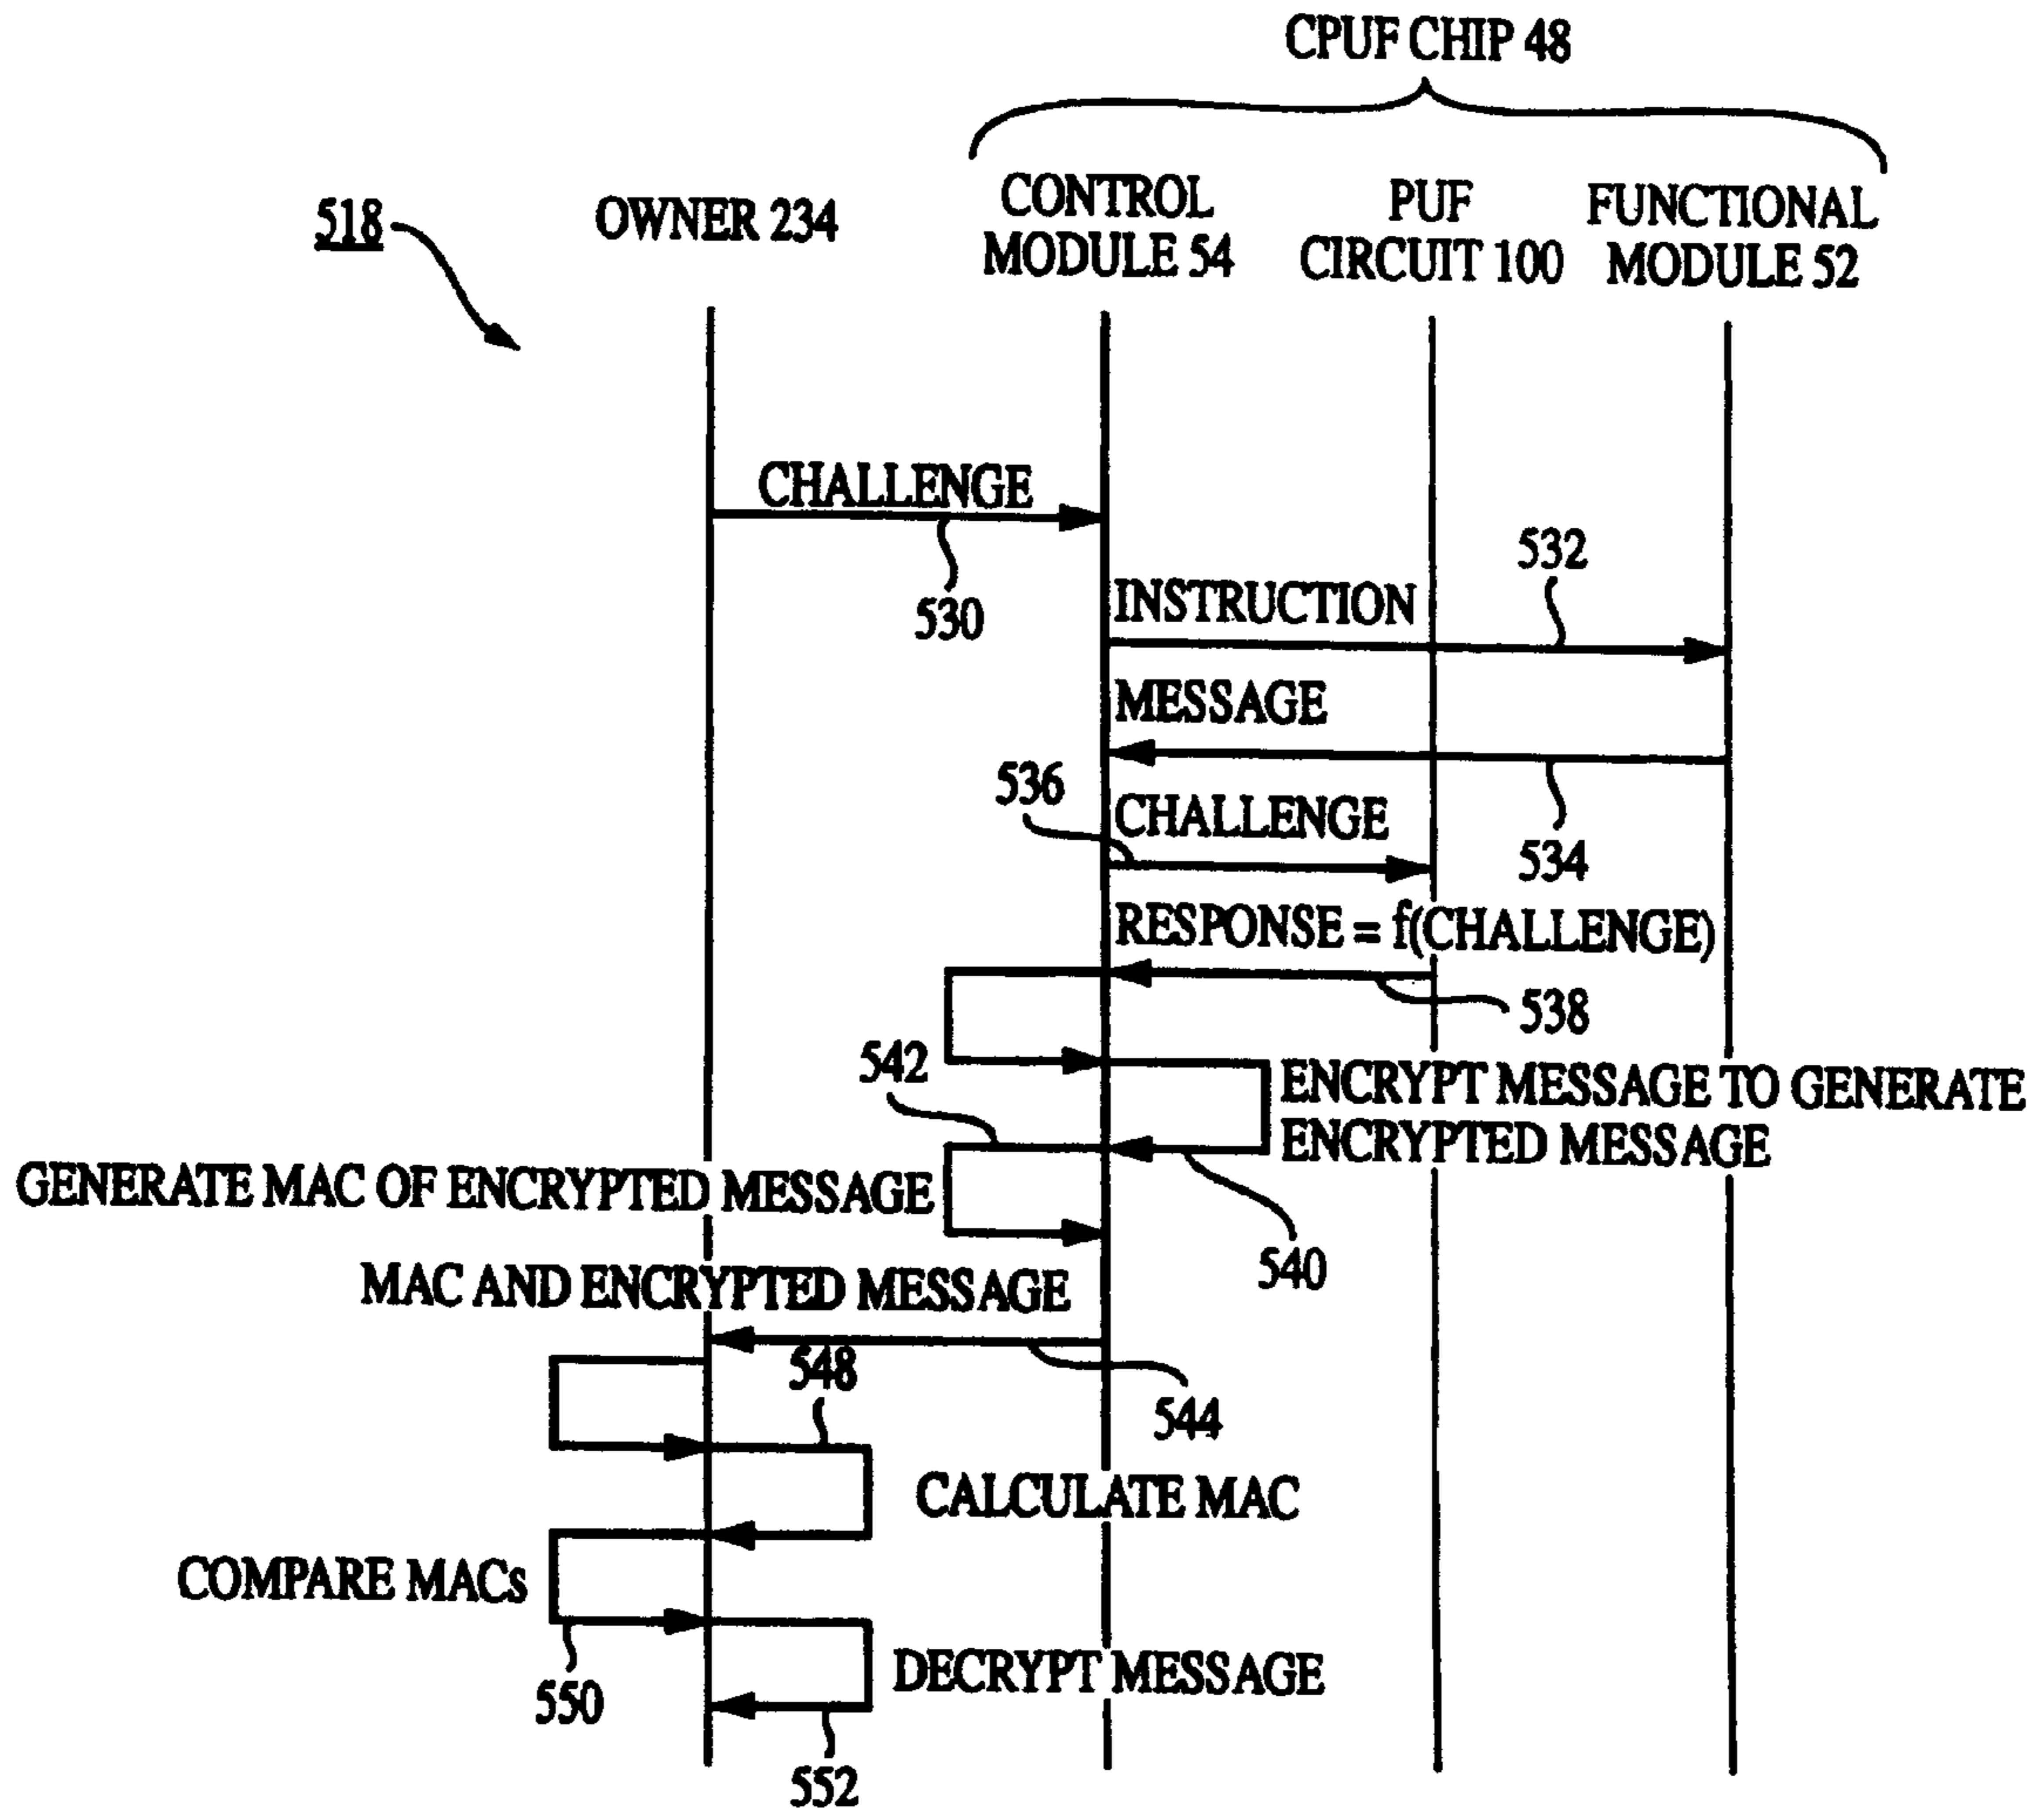 CPUF CHIP 48
518
OWNER 234
CONTROL
MODULE 54
PUF
CIRCUIT 100
FUNCTIONAL
MODULE 52
CHALLENGE
530
INSTRUCTION
532
MESSAGE
534
536
CHALLENGE
RESPONSE = f(CHALLENGE)
538
542
ENCRYPT MESSAGE TO GENERATE
ENCRYPTED MESSAGE
GENERATE MAC OF ENCRYPTED MESSAGE
540
MAC AND ENCRYPTED MESSAGE
548
544
CALCULATE MAC
COMPARE MACs
550
DECRYPT MESSAGE
552